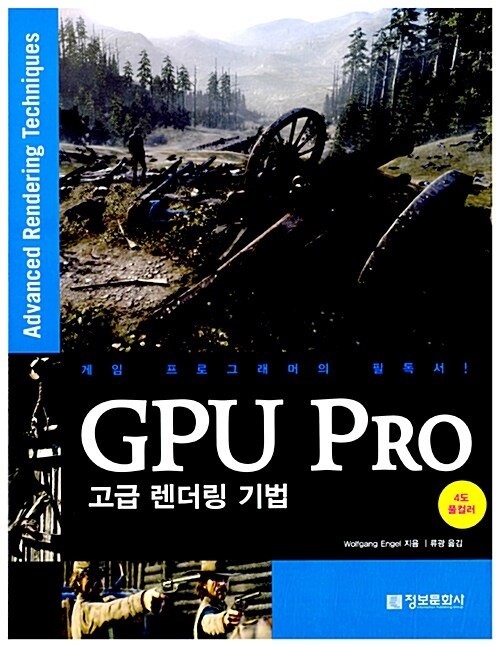 Advanced Rendering Techniques
게임 프로그래머의 필독서!
GPU PRO
고급 렌더링 기법
4도
풀컬러
Wolfgang Engel 지음 | 류광 옮김
정보문화사